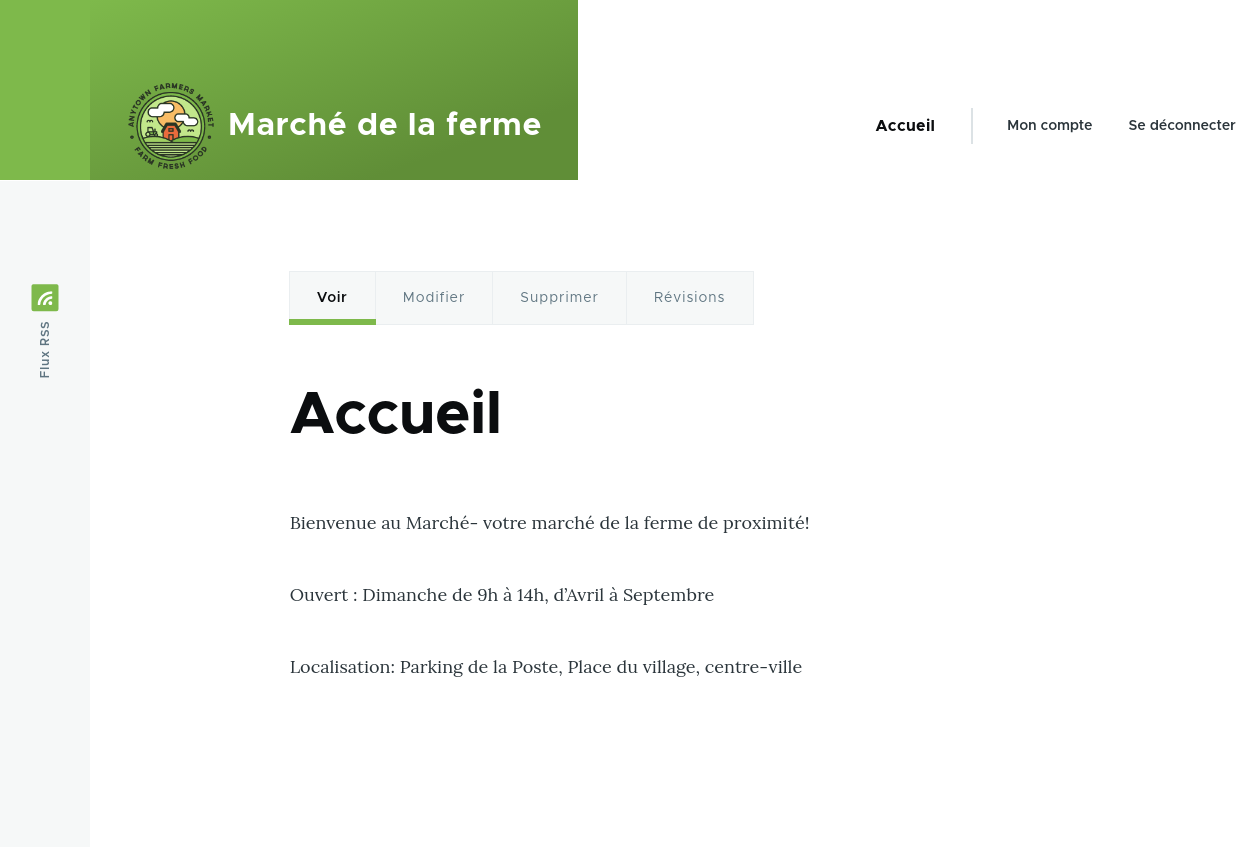 ANYTOWN FARMERS MARKET
FARM FRESH FOOD
Marché de la ferme
Accueil
Mon compte
Se déconnecter
Flux RSS
Voir
Modifier
Supprimer
Révisions
Accueil
Bienvenue au Marché- votre marché de la ferme de proximité!
Ouvert : Dimanche de 9h à 14h, d’Avril à Septembre
Localisation: Parking de la Poste, Place du village, centre-ville